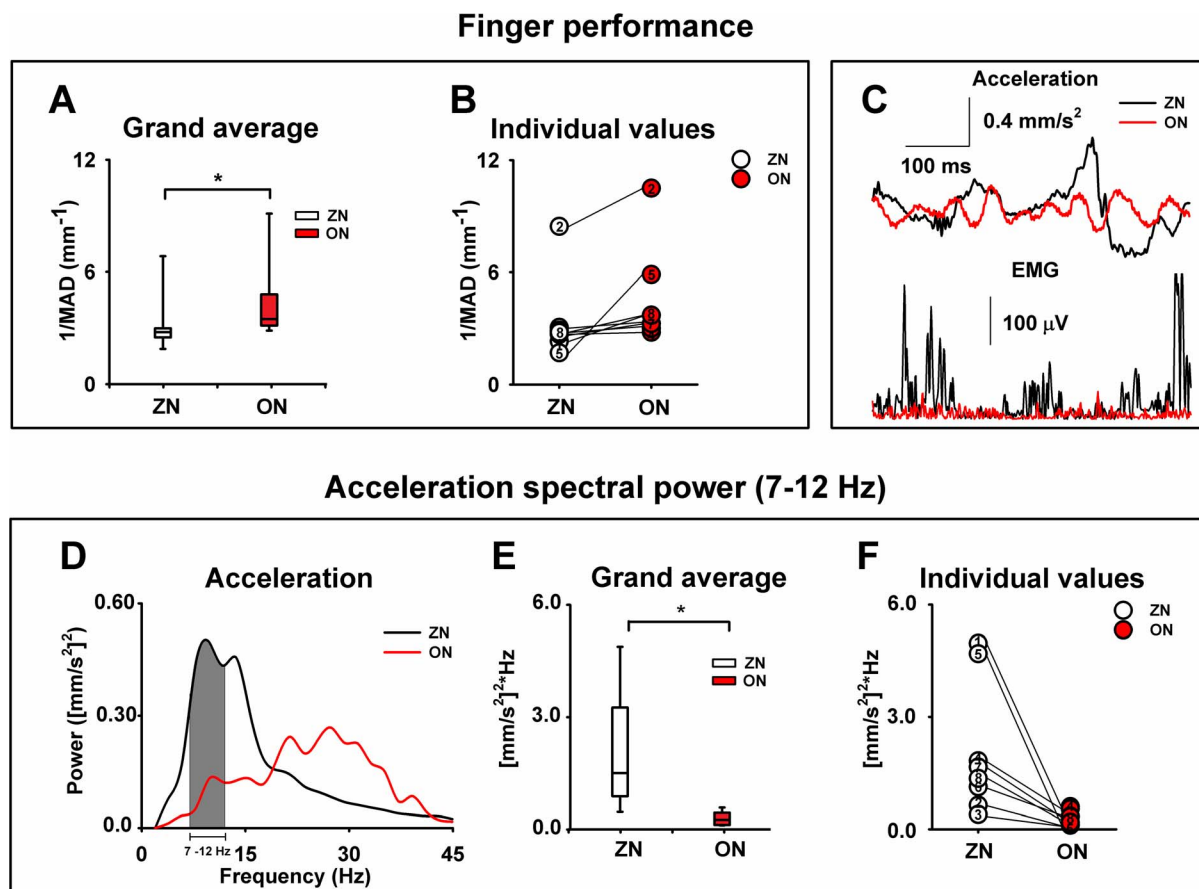 Finger performance
A
Grand average
12
6
0
1/MAD (mm⁻¹)
*
ZN
ON
ZN
ON
B
Individual values
12
6
0
1/MAD (mm⁻¹)
ZN
ON
2
2
5
8
8
5
ZN
ON
C
Acceleration
ZN
ON
0.4 mm/s²
100 ms
EMG
100 µV
Acceleration spectral power (7-12 Hz)
D
Acceleration
0.60
0.30
0.0
Power ([mm/s²]²)
ZN
ON
0
15
30
45
7 -12 Hz
Frequency (Hz)
E
Grand average
6.0
3.0
0.0
[mm/s²]²*Hz
*
ZN
ON
ZN
ON
F
Individual values
6.0
3.0
0.0
[mm/s²]²*Hz
ZN
ON
1
5
8
2
3
ZN
ON